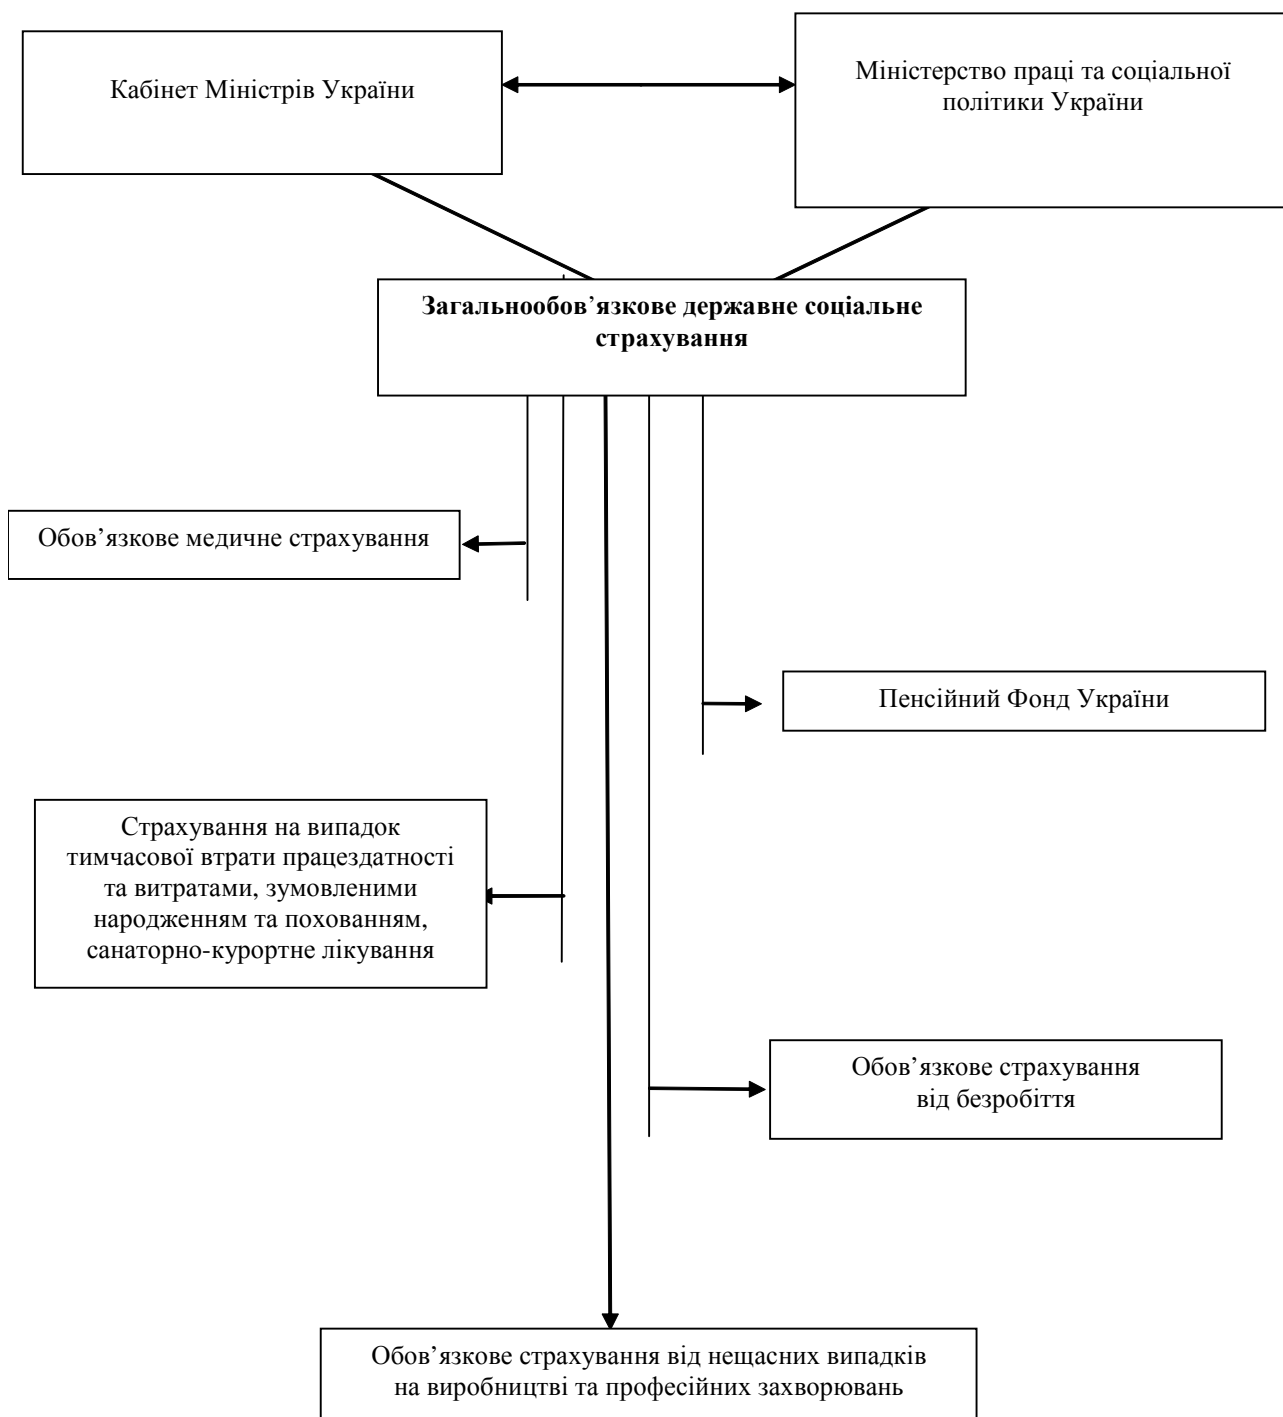 Кабінет Міністрів України
Міністерство праці та соціальної
політики України
Загальнообов’язкове державне соціальне
страхування
Обов’язкове медичне страхування
Пенсійний Фонд України
Страхування на випадок
тимчасової втрати працездатності
та витратами, зумовленими
народженням та похованням,
санаторно-курортне лікування
Обов’язкове страхування
від безробіття
Обов’язкове страхування від нещасних випадків
на виробництві та професійних захворювань